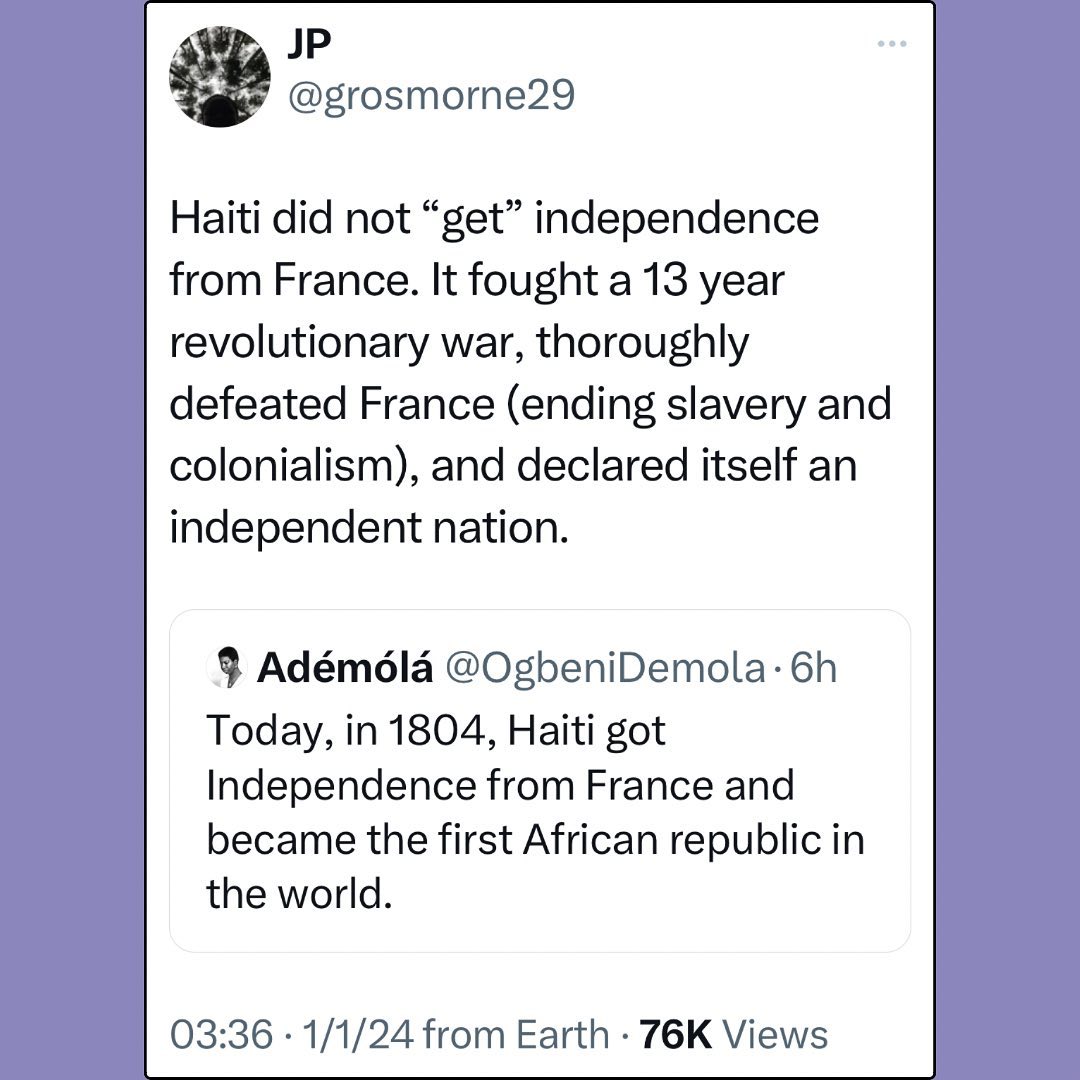 JP
@grosmorne29
Haiti did not “get” independence
from France. It fought a 13 year
revolutionary war, thoroughly
defeated France (ending slavery and
colonialism), and declared itself an
independent nation.
Adémólá @OgbeniDemola · 6h
Today, in 1804, Haiti got
Independence from France and
became the first African republic in
the world.
03:36 · 1/1/24 from Earth · 76K Views